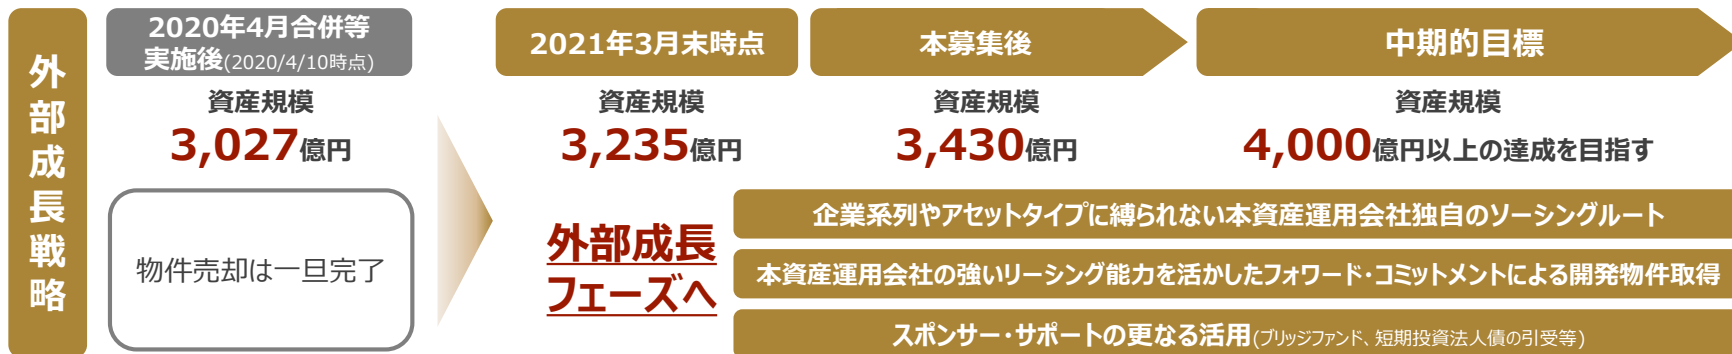 外部成長戦略
2020年4月合併等
実施後(2020/4/10時点)
資産規模
3,027億円
物件売却は一旦完了
2021年3月末時点
資産規模
3,235億円
本募集後
資産規模
3,430億円
中期的目標
資産規模
4,000億円以上の達成を目指す
外部成長
フェーズへ
企業系列やアセットタイプに縛られない本資産運用会社独自のソーシングルート
本資産運用会社の強いリーシング能力を活かしたフォワード・コミットメントによる開発物件取得
スポンサー・サポートの更なる活用(ブリッジファンド、短期投資法人債の引受等)